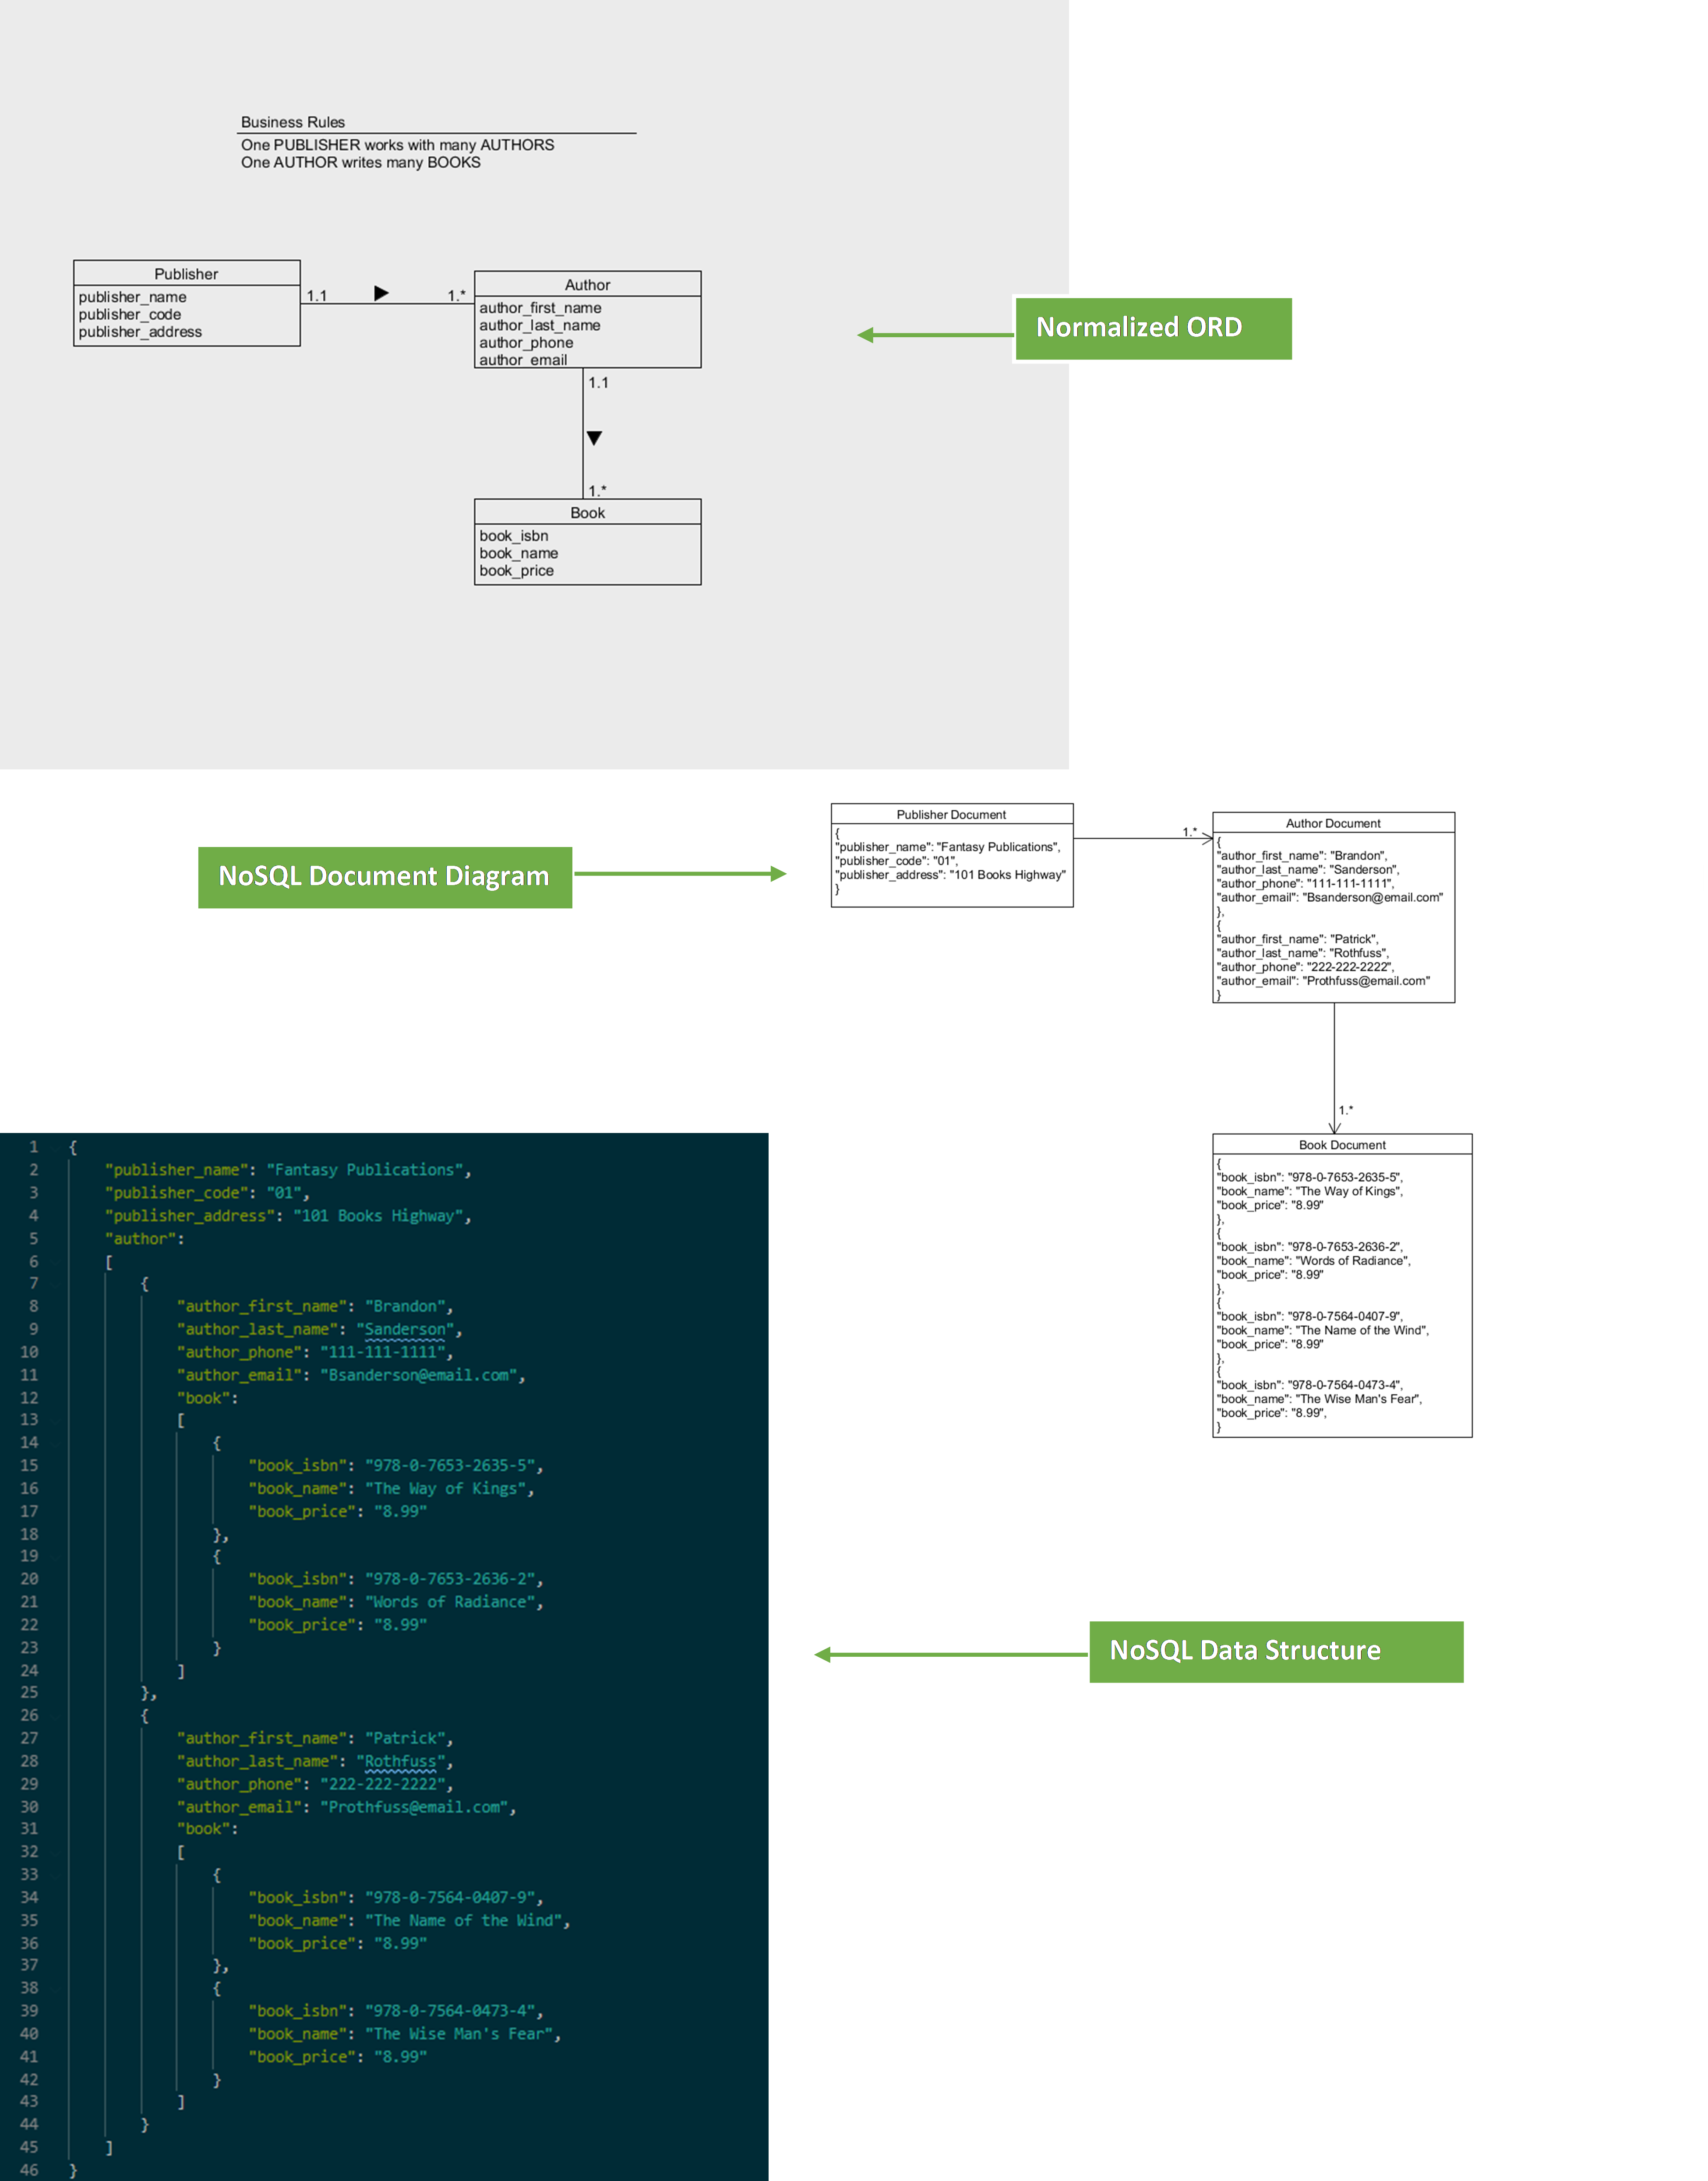 Business Rules
One PUBLISHER works with many AUTHORS
One AUTHOR writes many BOOKS
Publisher
publisher_name
publisher_code
publisher_address
1.1
1.*
Author
author_first_name
author_last_name
author_phone
author_email
1.1
1.*
Book
book_isbn
book_name
book_price
Normalized ORD
NoSQL Document Diagram
Publisher Document
{
"publisher_name": "Fantasy Publications",
"publisher_code": "01",
"publisher_address": "101 Books Highway"
}
1.*
Author Document
{
"author_first_name": "Brandon",
"author_last_name": "Sanderson",
"author_phone": "111-111-1111",
"author_email": "Bsanderson@email.com"
},
{
"author_first_name": "Patrick",
"author_last_name": "Rothfuss",
"author_phone": "222-222-2222",
"author_email": "Prothfuss@email.com"
}
1.*
Book Document
{
"book_isbn": "978-0-7653-2635-5",
"book_name": "The Way of Kings",
"book_price": "8.99"
},
{
"book_isbn": "978-0-7653-2636-2",
"book_name": "Words of Radiance",
"book_price": "8.99"
},
{
"book_isbn": "978-0-7564-0407-9",
"book_name": "The Name of the Wind",
"book_price": "8.99"
},
{
"book_isbn": "978-0-7564-0473-4",
"book_name": "The Wise Man's Fear",
"book_price": "8.99",
}
1 {
2 "publisher_name": "Fantasy Publications",
3 "publisher_code": "01",
4 "publisher_address": "101 Books Highway",
5 "author":
6 [
7 {
8 "author_first_name": "Brandon",
9 "author_last_name": "Sanderson",
10 "author_phone": "111-111-1111",
11 "author_email": "Bsanderson@email.com",
12 "book":
13 [
14 {
15 "book_isbn": "978-0-7653-2635-5",
16 "book_name": "The Way of Kings",
17 "book_price": "8.99"
18 },
19 {
20 "book_isbn": "978-0-7653-2636-2",
21 "book_name": "Words of Radiance",
22 "book_price": "8.99"
23 }
24 ]
25 },
26 {
27 "author_first_name": "Patrick",
28 "author_last_name": "Rothfuss",
29 "author_phone": "222-222-2222",
30 "author_email": "Prothfuss@email.com",
31 "book":
32 [
33 {
34 "book_isbn": "978-0-7564-0407-9",
35 "book_name": "The Name of the Wind",
36 "book_price": "8.99"
37 },
38 {
39 "book_isbn": "978-0-7564-0473-4",
40 "book_name": "The Wise Man's Fear",
41 "book_price": "8.99"
42 }
43 ]
44 }
45 ]
46 }
NoSQL Data Structure